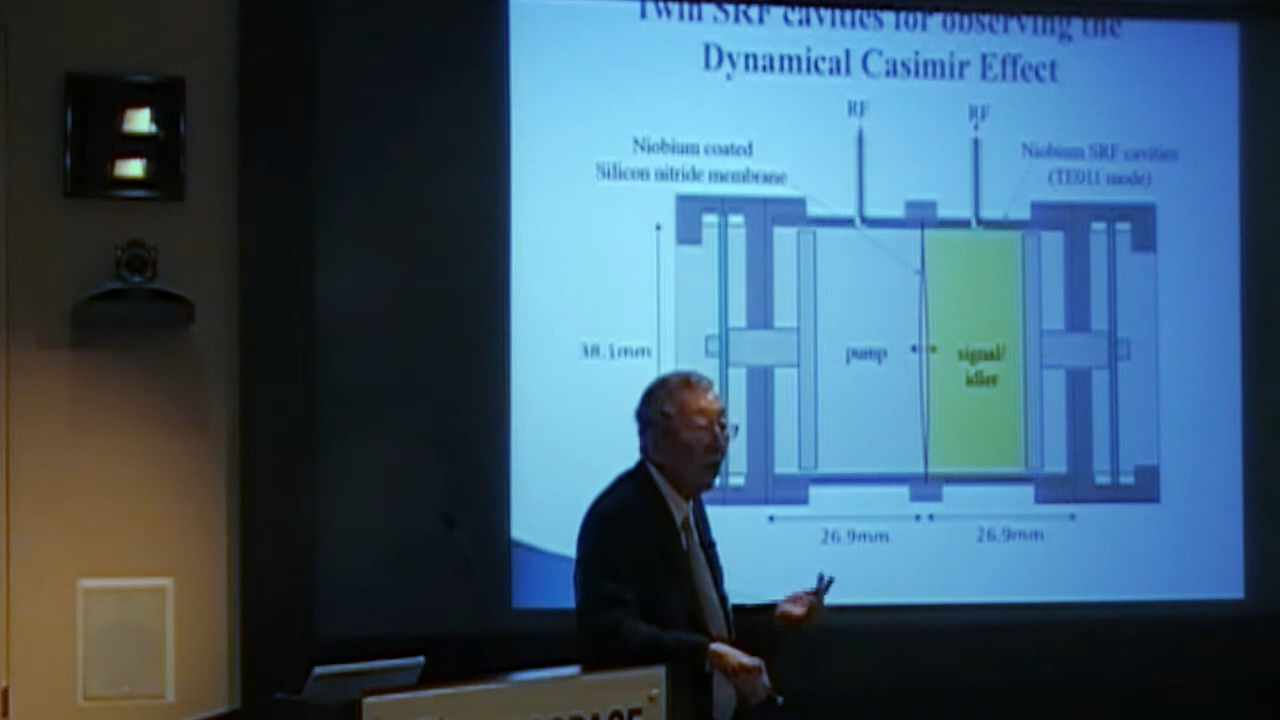 Twin SRF cavities for observing the
Dynamical Casimir Effect
RF
RF
Niobium coated
Silicon nitride membrane
Niobium SRF cavities
(TE011 mode)
38.1mm
pump
signal/
idler
26.9mm
26.9mm